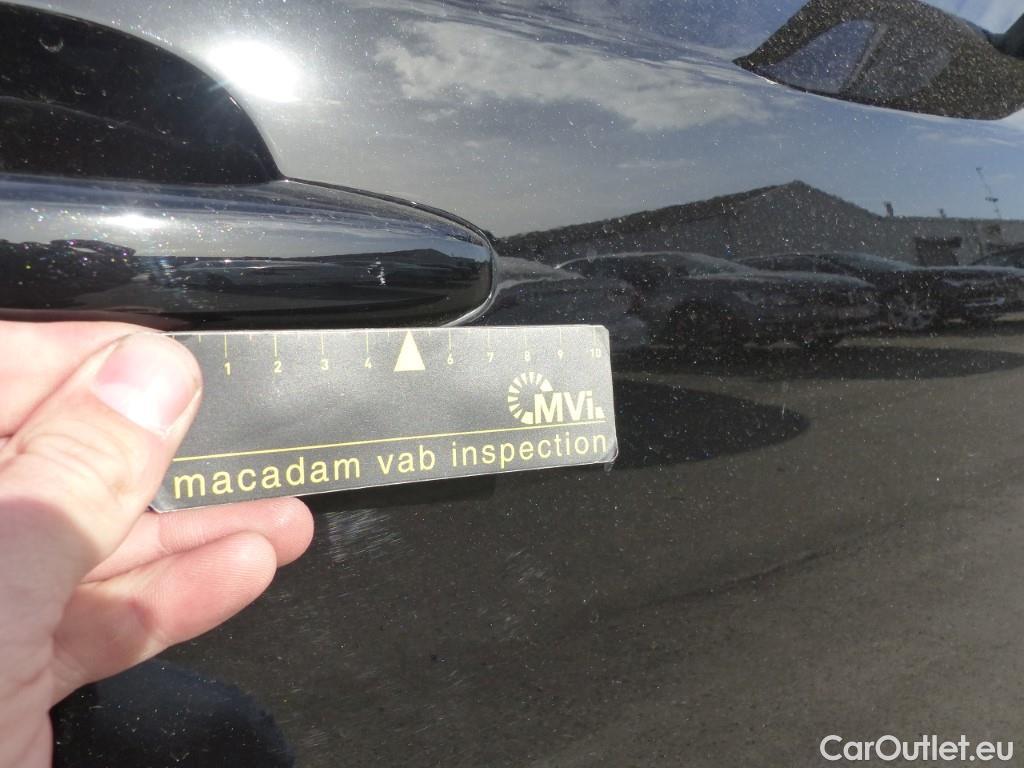 1 2 3 4 6 7 8 9 10
MVi.
macadam vab inspection
CarOutlet.eu